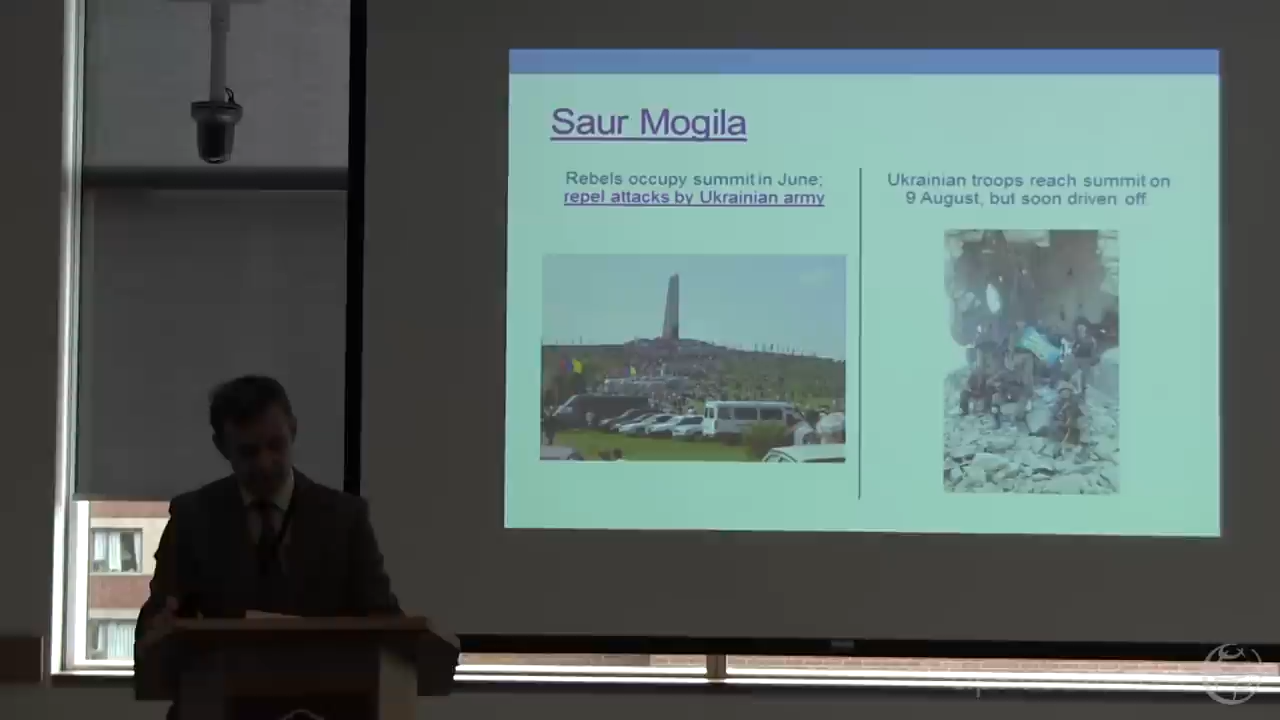 Saur Mogila
Rebels occupy summit in June;
repel attacks by Ukrainian army
Ukrainian troops reach summit on
9 August, but soon driven off